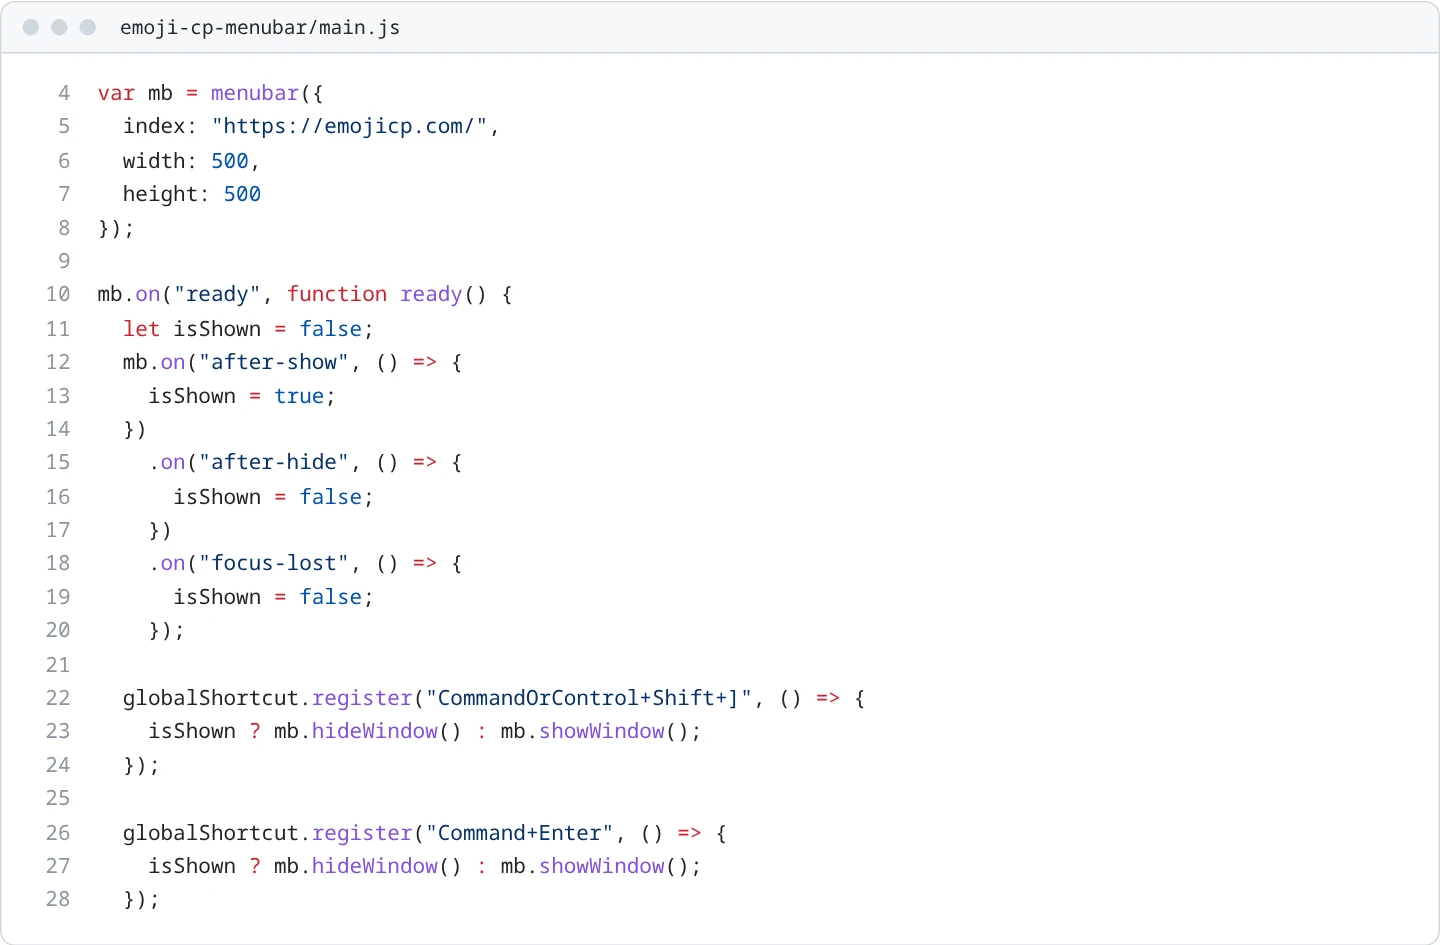 emoji-cp-menubar/main.js
4 var mb = menubar({
5   index: "https://emojicp.com/",
6   width: 500,
7   height: 500
8 });
9
10 mb.on("ready", function ready() {
11   let isShown = false;
12   mb.on("after-show", () => {
13     isShown = true;
14   })
15     .on("after-hide", () => {
16       isShown = false;
17     })
18     .on("focus-lost", () => {
19       isShown = false;
20     });
21
22   globalShortcut.register("CommandOrControl+Shift+]", () => {
23     isShown ? mb.hideWindow() : mb.showWindow();
24   });
25
26   globalShortcut.register("Command+Enter", () => {
27     isShown ? mb.hideWindow() : mb.showWindow();
28   });